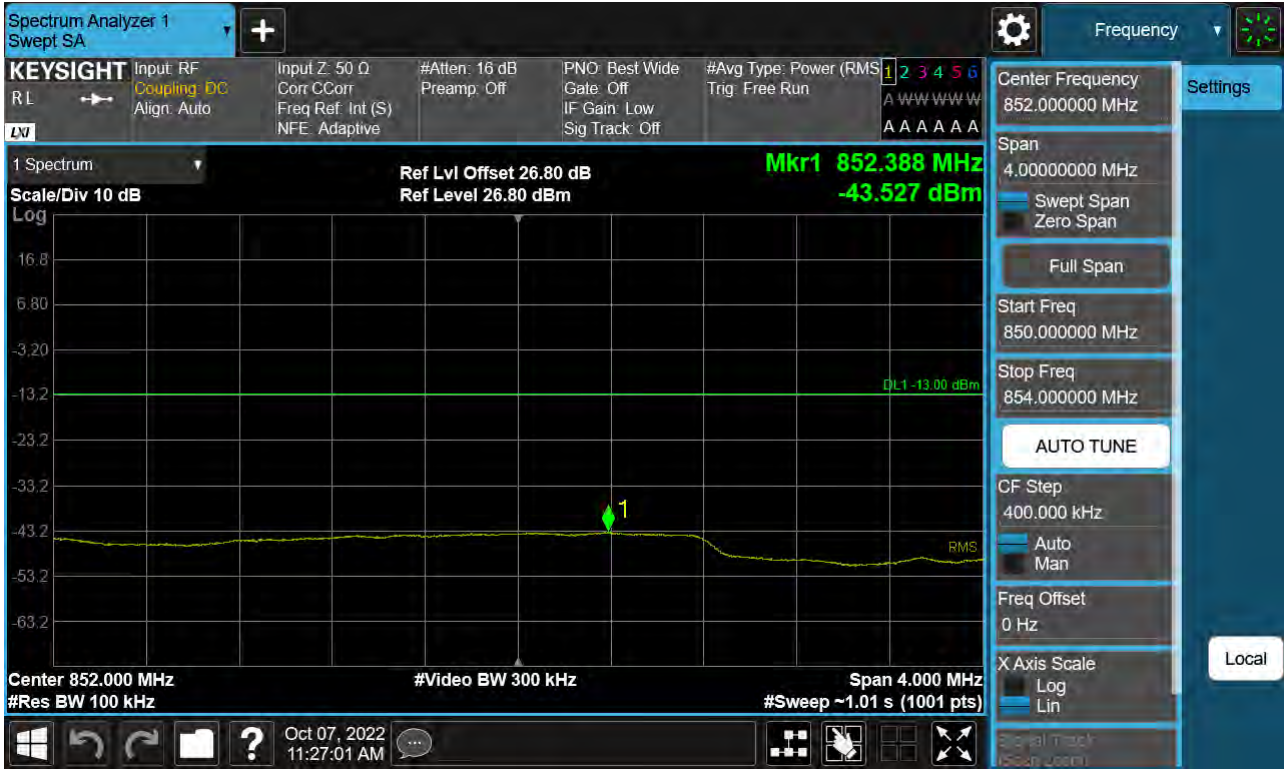 Spectrum Analyzer 1
Swept SA
Frequency
KEYSIGHT
RL
LXI
Input: RF
Coupling: DC
Align: Auto
Input Z: 50 Ω
Corr CCorr
Freq Ref: Int (S)
NFE: Adaptive
#Atten: 16 dB
Preamp: Off
PNO: Best Wide
Gate: Off
IF Gain: Low
Sig Track: Off
#Avg Type: Power (RMS
Trig: Free Run
1 2 3 4 5 6
A W W W W W
A A A A A A
1 Spectrum
Scale/Div 10 dB
Log
Ref Lvl Offset 26.80 dB
Ref Level 26.80 dBm
Mkr1 852.388 MHz
-43.527 dBm
16.8
6.80
-3.20
-13.2
-23.2
-33.2
-43.2
-53.2
-63.2
DL1 -13.00 dBm
1
RMS
Center 852.000 MHz
#Res BW 100 kHz
#Video BW 300 kHz
Span 4.000 MHz
#Sweep ~1.01 s (1001 pts)
Center Frequency
852.000000 MHz
Span
4.00000000 MHz
Swept Span
Zero Span
Full Span
Start Freq
850.000000 MHz
Stop Freq
854.000000 MHz
AUTO TUNE
CF Step
400.000 kHz
Auto
Man
Freq Offset
0 Hz
X Axis Scale
Log
Lin
Signal Track
(Span Zoom)
Settings
Local
?
Oct 07, 2022
11:27:01 AM